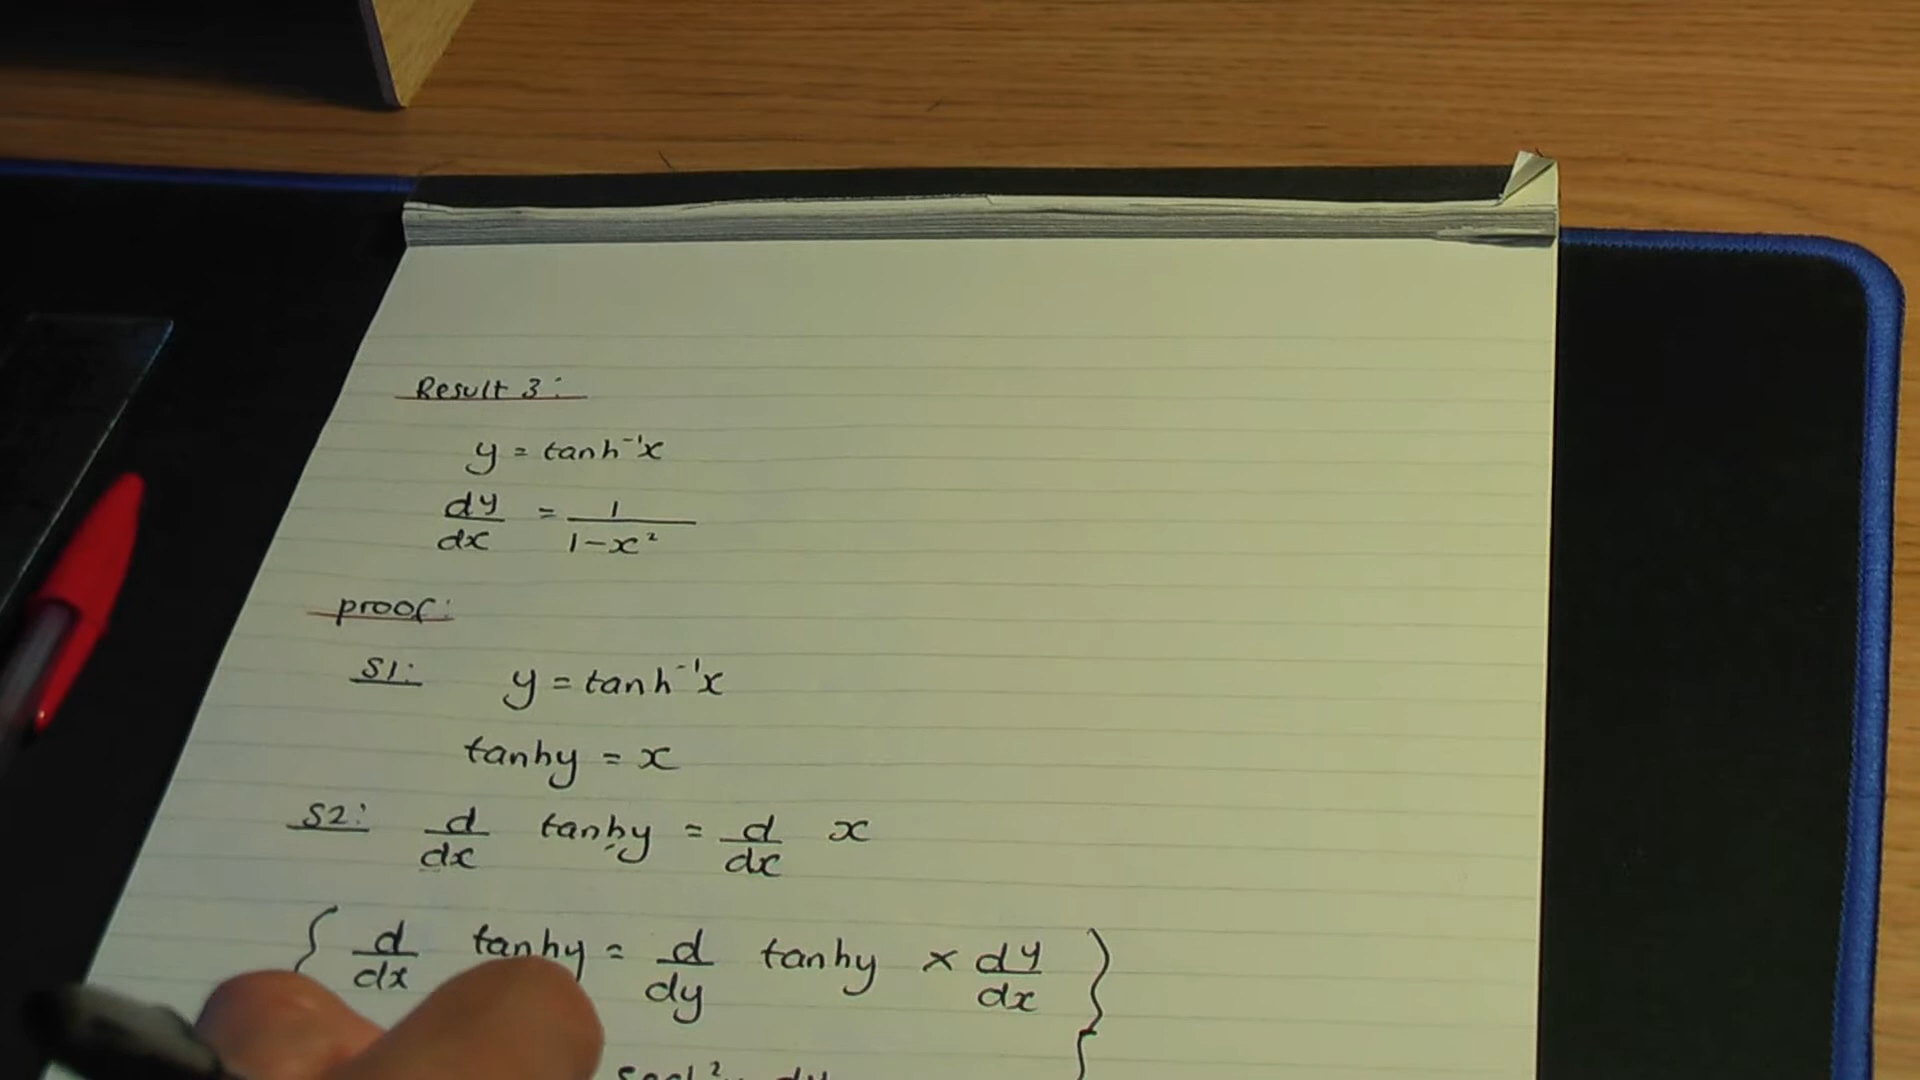 Result 3:
y = tanh⁻¹x
dy/dx = 1/(1-x²)
proof:
S1: y = tanh⁻¹x
tanhy = x
S2: d/dx tanhy = d/dx x
{ d/dx tanhy = d/dy tanhy × dy/dx }